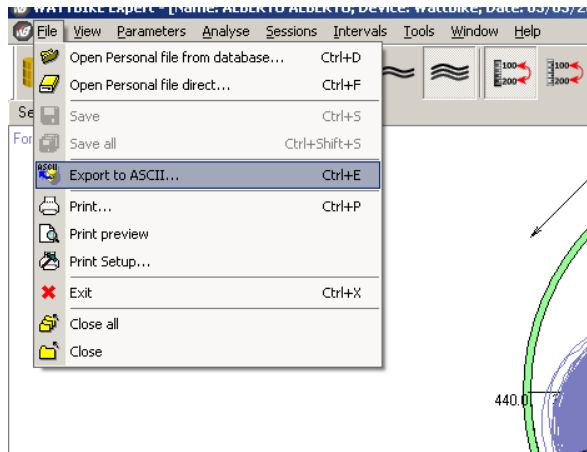 WATTBIKE Expert - [Name: ALBERTO ALBERTO, Device: Wattbike, Date: 03/03/2
File View Parameters Analyse Sessions Intervals Tools Window Help
Open Personal file from database... Ctrl+D
Open Personal file direct... Ctrl+F
Save Ctrl+S
Save all Ctrl+Shift+S
ASCII Export to ASCII... Ctrl+E
Print... Ctrl+P
Print preview
Print Setup...
Exit Ctrl+X
Close all
Close
100
200
100
200
Se
For
440.0